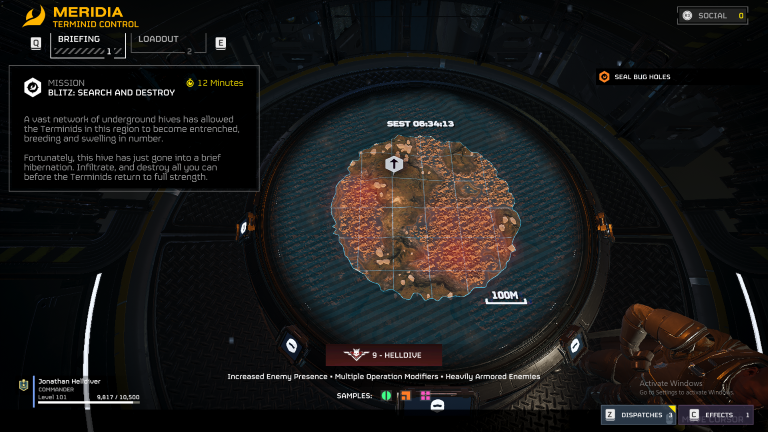 MERIDIA
TERMINID CONTROL
SOCIAL 0
Q
BRIEFING
1
LOADOUT
2
E
MISSION
12 Minutes
BLITZ: SEARCH AND DESTROY
A vast network of underground hives has allowed
the Terminids in this region to become entrenched,
breeding and swelling in number.
Fortunately, this hive has just gone into a brief
hibernation. Infiltrate, and destroy all you can
before the Terminids return to full strength.
SEAL BUG HOLES
SEST 06:34:13
100M
9 - HELLDIVE
Increased Enemy Presence • Multiple Operation Modifiers • Heavily Armored Enemies
SAMPLES:
Jonathan Helldiver
COMMANDER
Level 101
9,817 / 10,500
Activate Windows
Go to Settings to activate Windows.
Z DISPATCHES 3
C EFFECTS 1